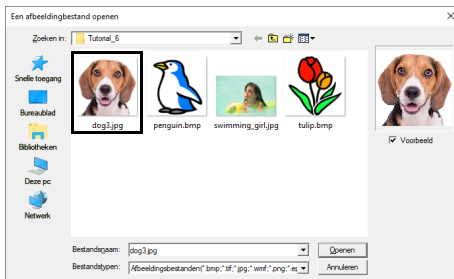 Een afbeeldingbestand openen
Zoeken in: Tutorial_6
Snelle toegang
Bureaublad
Bibliotheken
Deze pc
Netwerk
dog3.jpg penguin.bmp swimming_girl.jpg tulip.bmp
Voorbeeld
Bestandsnaam: dog3.jpg Openen
Bestandstypen: Afbeeldingsbestanden(*.bmp;*.tif;*.jpg;*.wmf;*.png;*.ep Annuleren